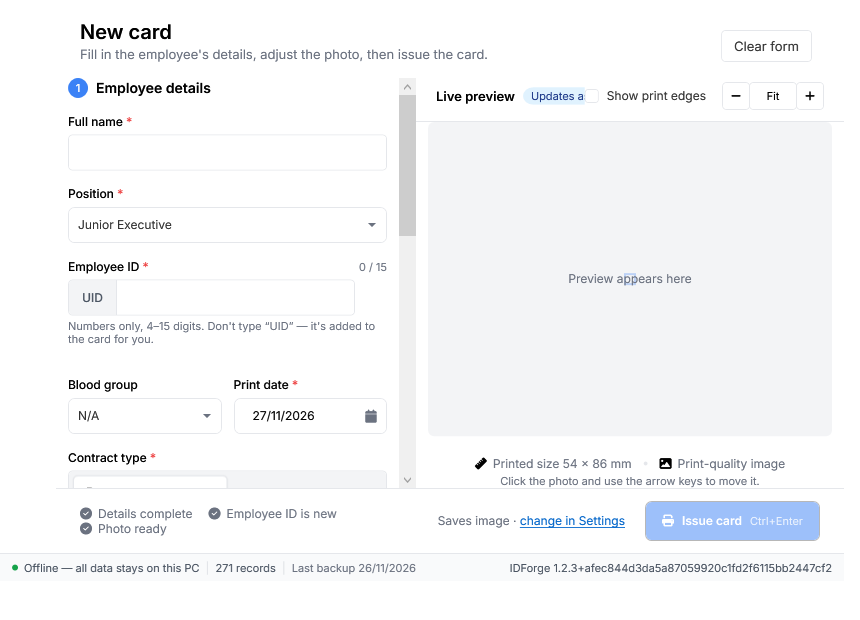 New card
Fill in the employee's details, adjust the photo, then issue the card.
Clear form
1 Employee details
Full name *
Position *
Junior Executive
Employee ID * 0 / 15
UID
Numbers only, 4–15 digits. Don't type “UID” — it's added to
the card for you.
Blood group Print date *
N/A 27/11/2026
Contract type *
Live preview Updates a Show print edges − Fit +
Preview appears here
Printed size 54 × 86 mm • Print-quality image
Click the photo and use the arrow keys to move it.
Details complete Employee ID is new
Photo ready
Saves image · change in Settings
Issue card Ctrl+Enter
Offline — all data stays on this PC 271 records Last backup 26/11/2026 IDForge 1.2.3+afec844d3da5a87059920c1fd2f6115bb2447cf2